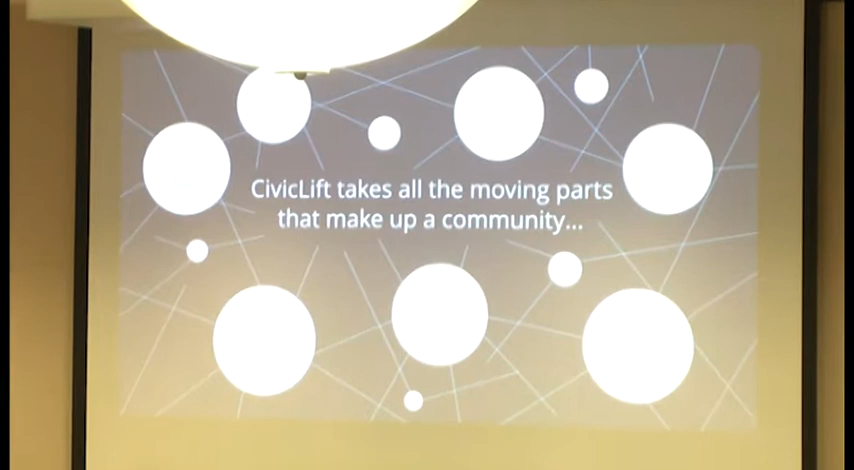 CivicLift takes all the moving parts
that make up a community...